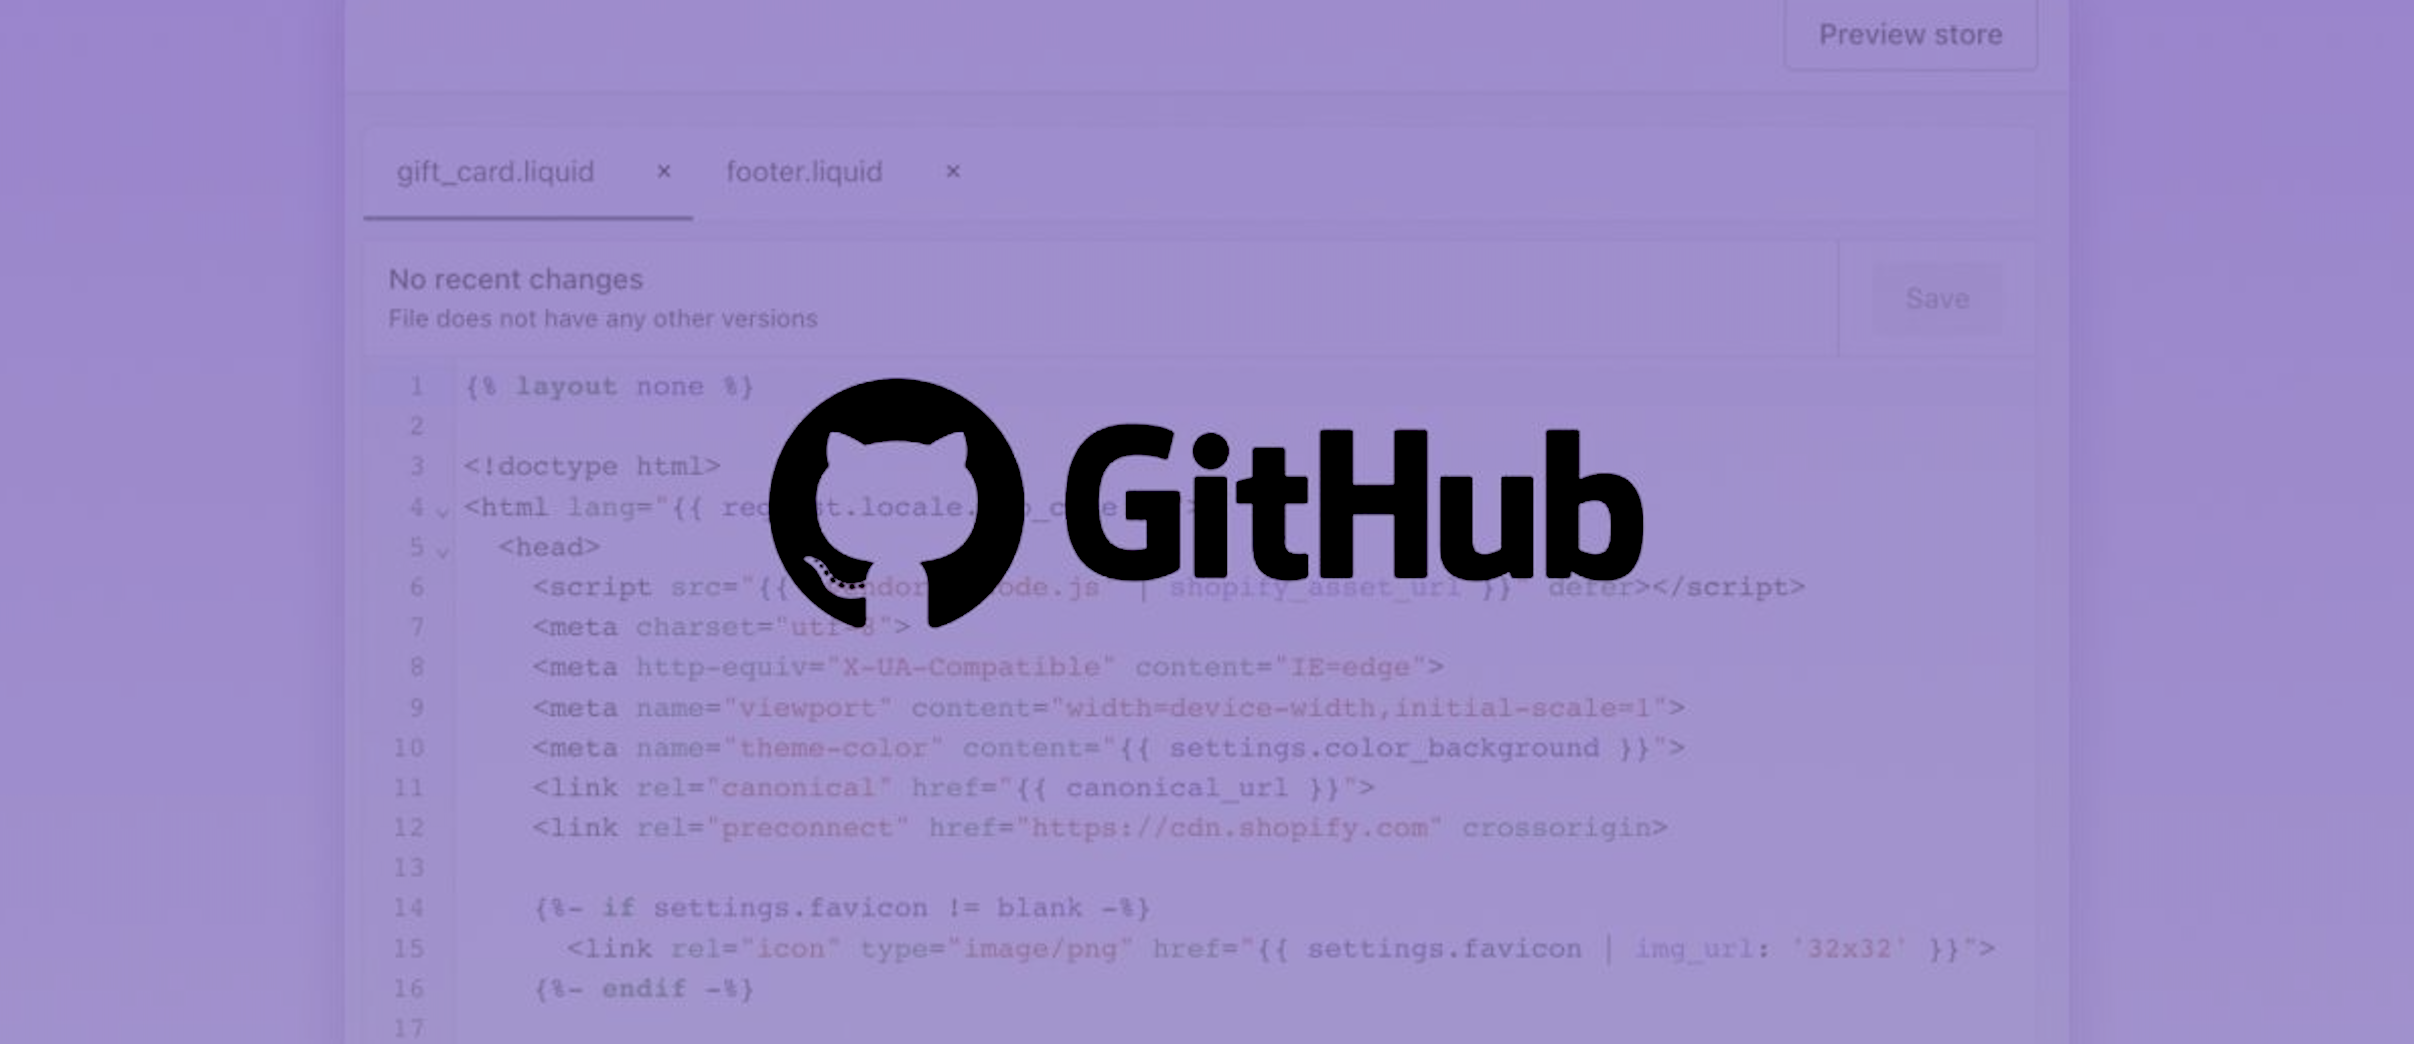 Preview store
gift_card.liquid × footer.liquid ×
No recent changes
File does not have any other versions
Save
GitHub
1 {% layout none %}
2
3 <!doctype html>
4 <html lang="{{
5 <head>
6 <script src="{{ | shopify_asset_url }} defer></script>
7 <meta charset="utf-8">
8 <meta http-equiv="X-UA-Compatible" content="IE=edge">
9 <meta name="viewport" content="width=device-width,initial-scale=1">
10 <meta name="theme-color" content="{{ settings.color_background }}">
11 <link rel="canonical" href="{{ canonical_url }}">
12 <link rel="preconnect" href="https://cdn.shopify.com" crossorigin>
13
14 {%- if settings.favicon != blank -%}
15 <link rel="icon" type="image/png" href="{{ settings.favicon | img_url: '32x32' }}">
16 {%- endif -%}
17